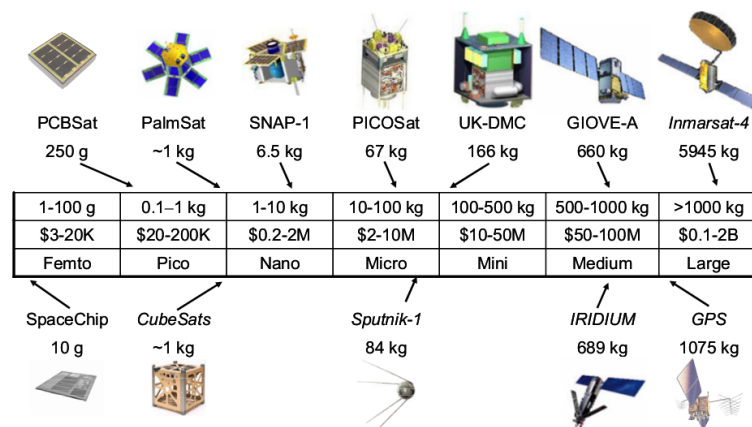 PCBSat PalmSat SNAP-1 PICOSat UK-DMC GIOVE-A Inmarsat-4
250 g ~1 kg 6.5 kg 67 kg 166 kg 660 kg 5945 kg
1-100 g 0.1–1 kg 1-10 kg 10-100 kg 100-500 kg 500-1000 kg >1000 kg
$3-20K $20-200K $0.2-2M $2-10M $10-50M $50-100M $0.1-2B
Femto Pico Nano Micro Mini Medium Large
SpaceChip CubeSats Sputnik-1 IRIDIUM GPS
10 g ~1 kg 84 kg 689 kg 1075 kg